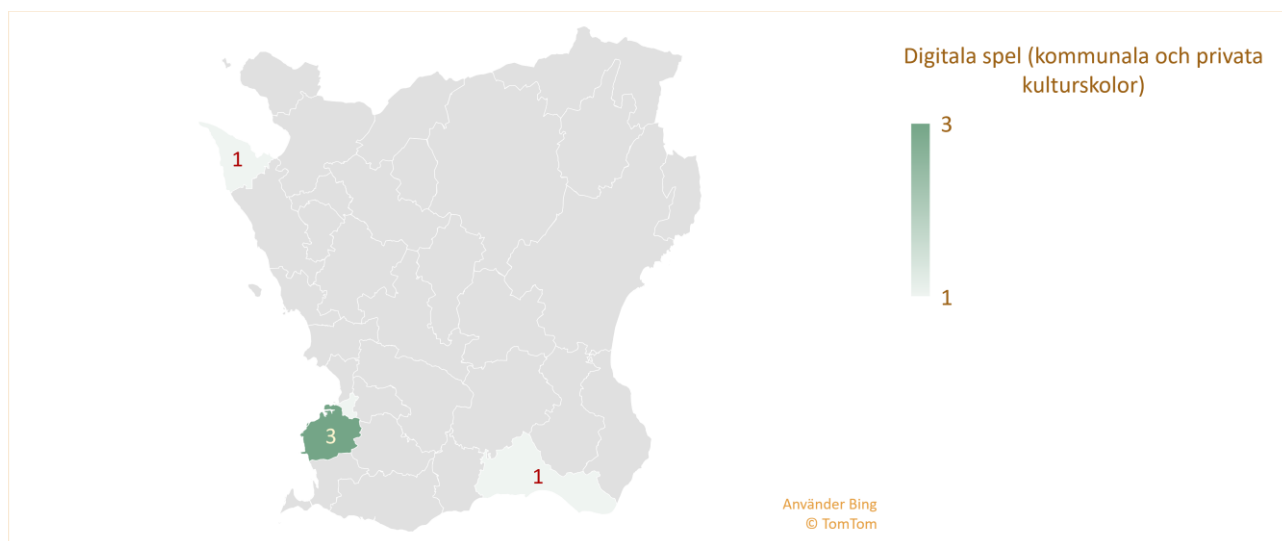 Digitala spel (kommunala och privata
kulturskolor)
3
1
1
3
1
Använder Bing
© TomTom